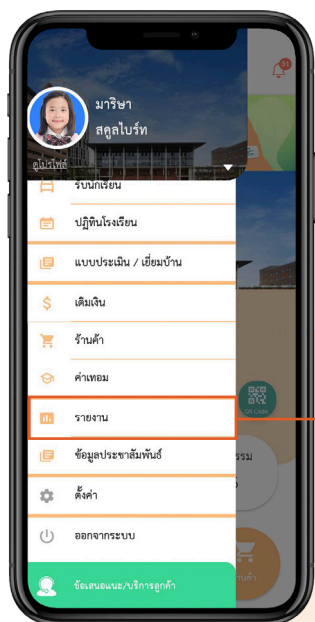 31
มาริษา
สคูลไบร์ท
ดูโปรไฟล์
รับนักเรียน
ปฏิทินโรงเรียน
แบบประเมิน / เยี่ยมบ้าน
เติมเงิน
ร้านค้า
ค่าเทอม
QR Code
รายงาน
ข้อมูลประชาสัมพันธ์
ตั้งค่า
ออกจากระบบ
ข้อเสนอแนะ/บริการลูกค้า